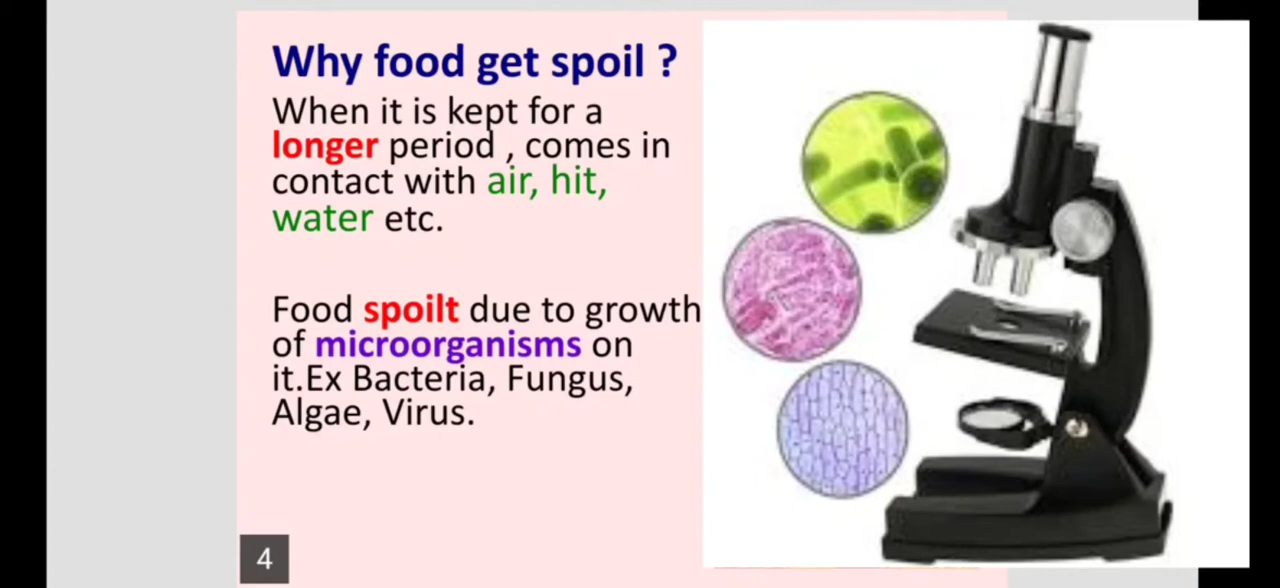 Why food get spoil ?
When it is kept for a
longer period , comes in
contact with air, hit,
water etc.
Food spoilt due to growth
of microorganisms on
it.Ex Bacteria, Fungus,
Algae, Virus.
4